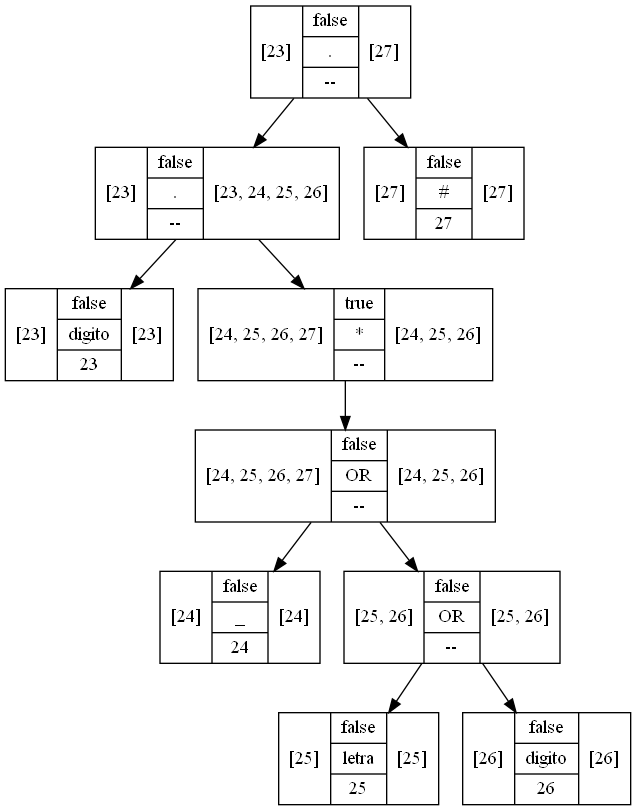 false
[23] . [27]
--
false
[23] . [23, 24, 25, 26]
--
false
[27] # [27]
27
false
[23] digito [23]
23
true
[24, 25, 26, 27] * [24, 25, 26]
--
false
[24, 25, 26, 27] OR [24, 25, 26]
--
false
[24] _ [24]
24
false
[25, 26] OR [25, 26]
--
false
[25] letra [25]
25
false
[26] digito [26]
26